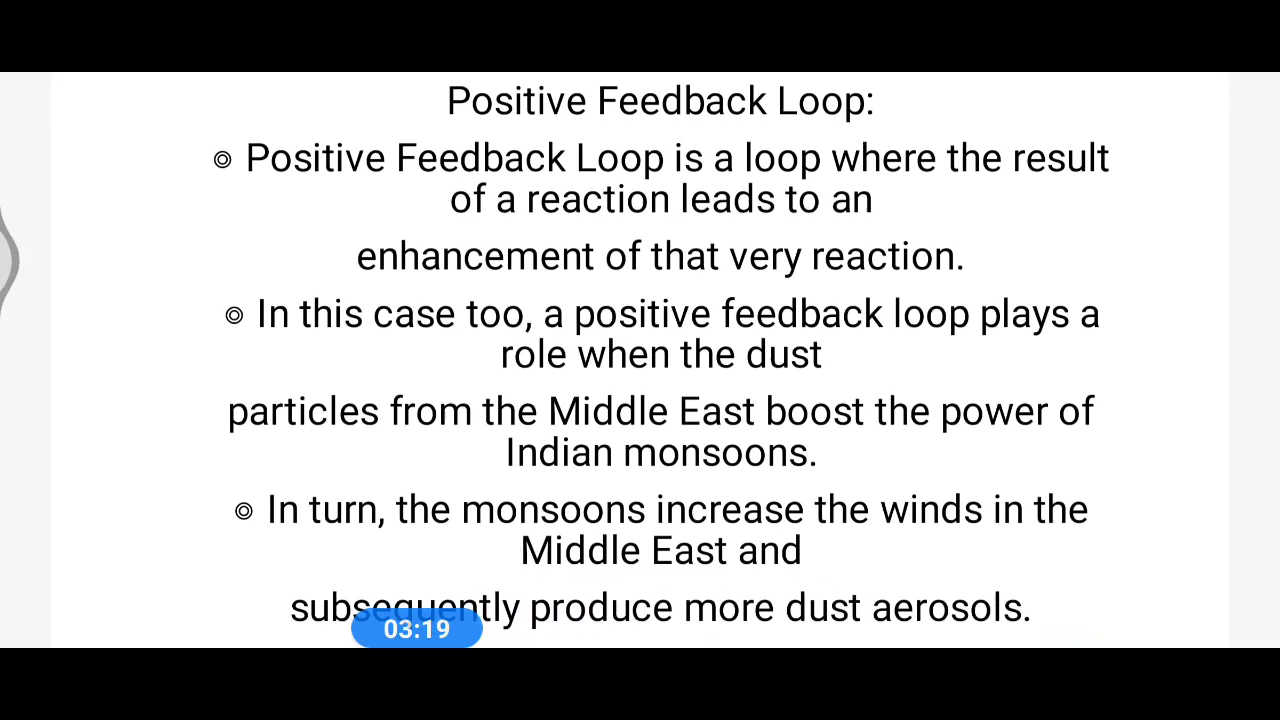 Positive Feedback Loop:
◎ Positive Feedback Loop is a loop where the result
of a reaction leads to an
enhancement of that very reaction.
◎ In this case too, a positive feedback loop plays a
role when the dust
particles from the Middle East boost the power of
Indian monsoons.
◎ In turn, the monsoons increase the winds in the
Middle East and
subsequently produce more dust aerosols.
03:19